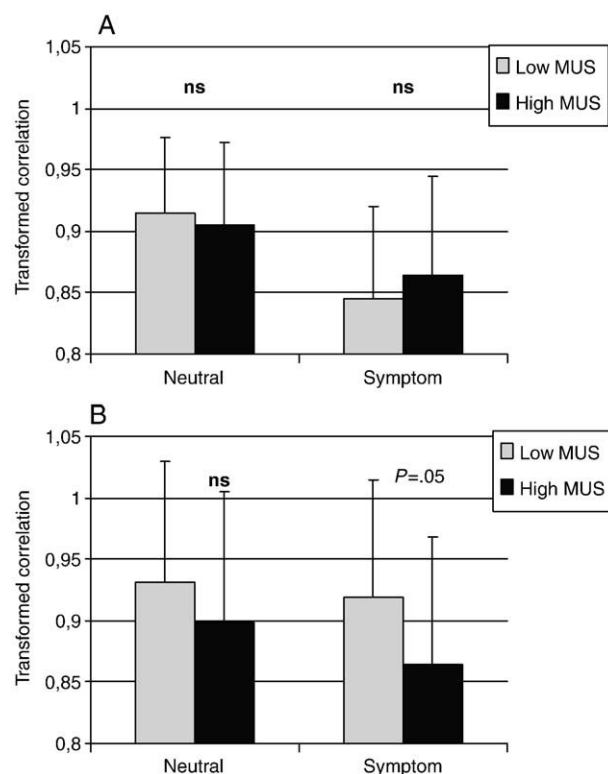 A
1,05
1
0,95
0,9
0,85
0,8
Transformed correlation
ns
ns
Low MUS
High MUS
Neutral
Symptom
B
1,05
1
0,95
0,9
0,85
0,8
Transformed correlation
ns
P=.05
Low MUS
High MUS
Neutral
Symptom